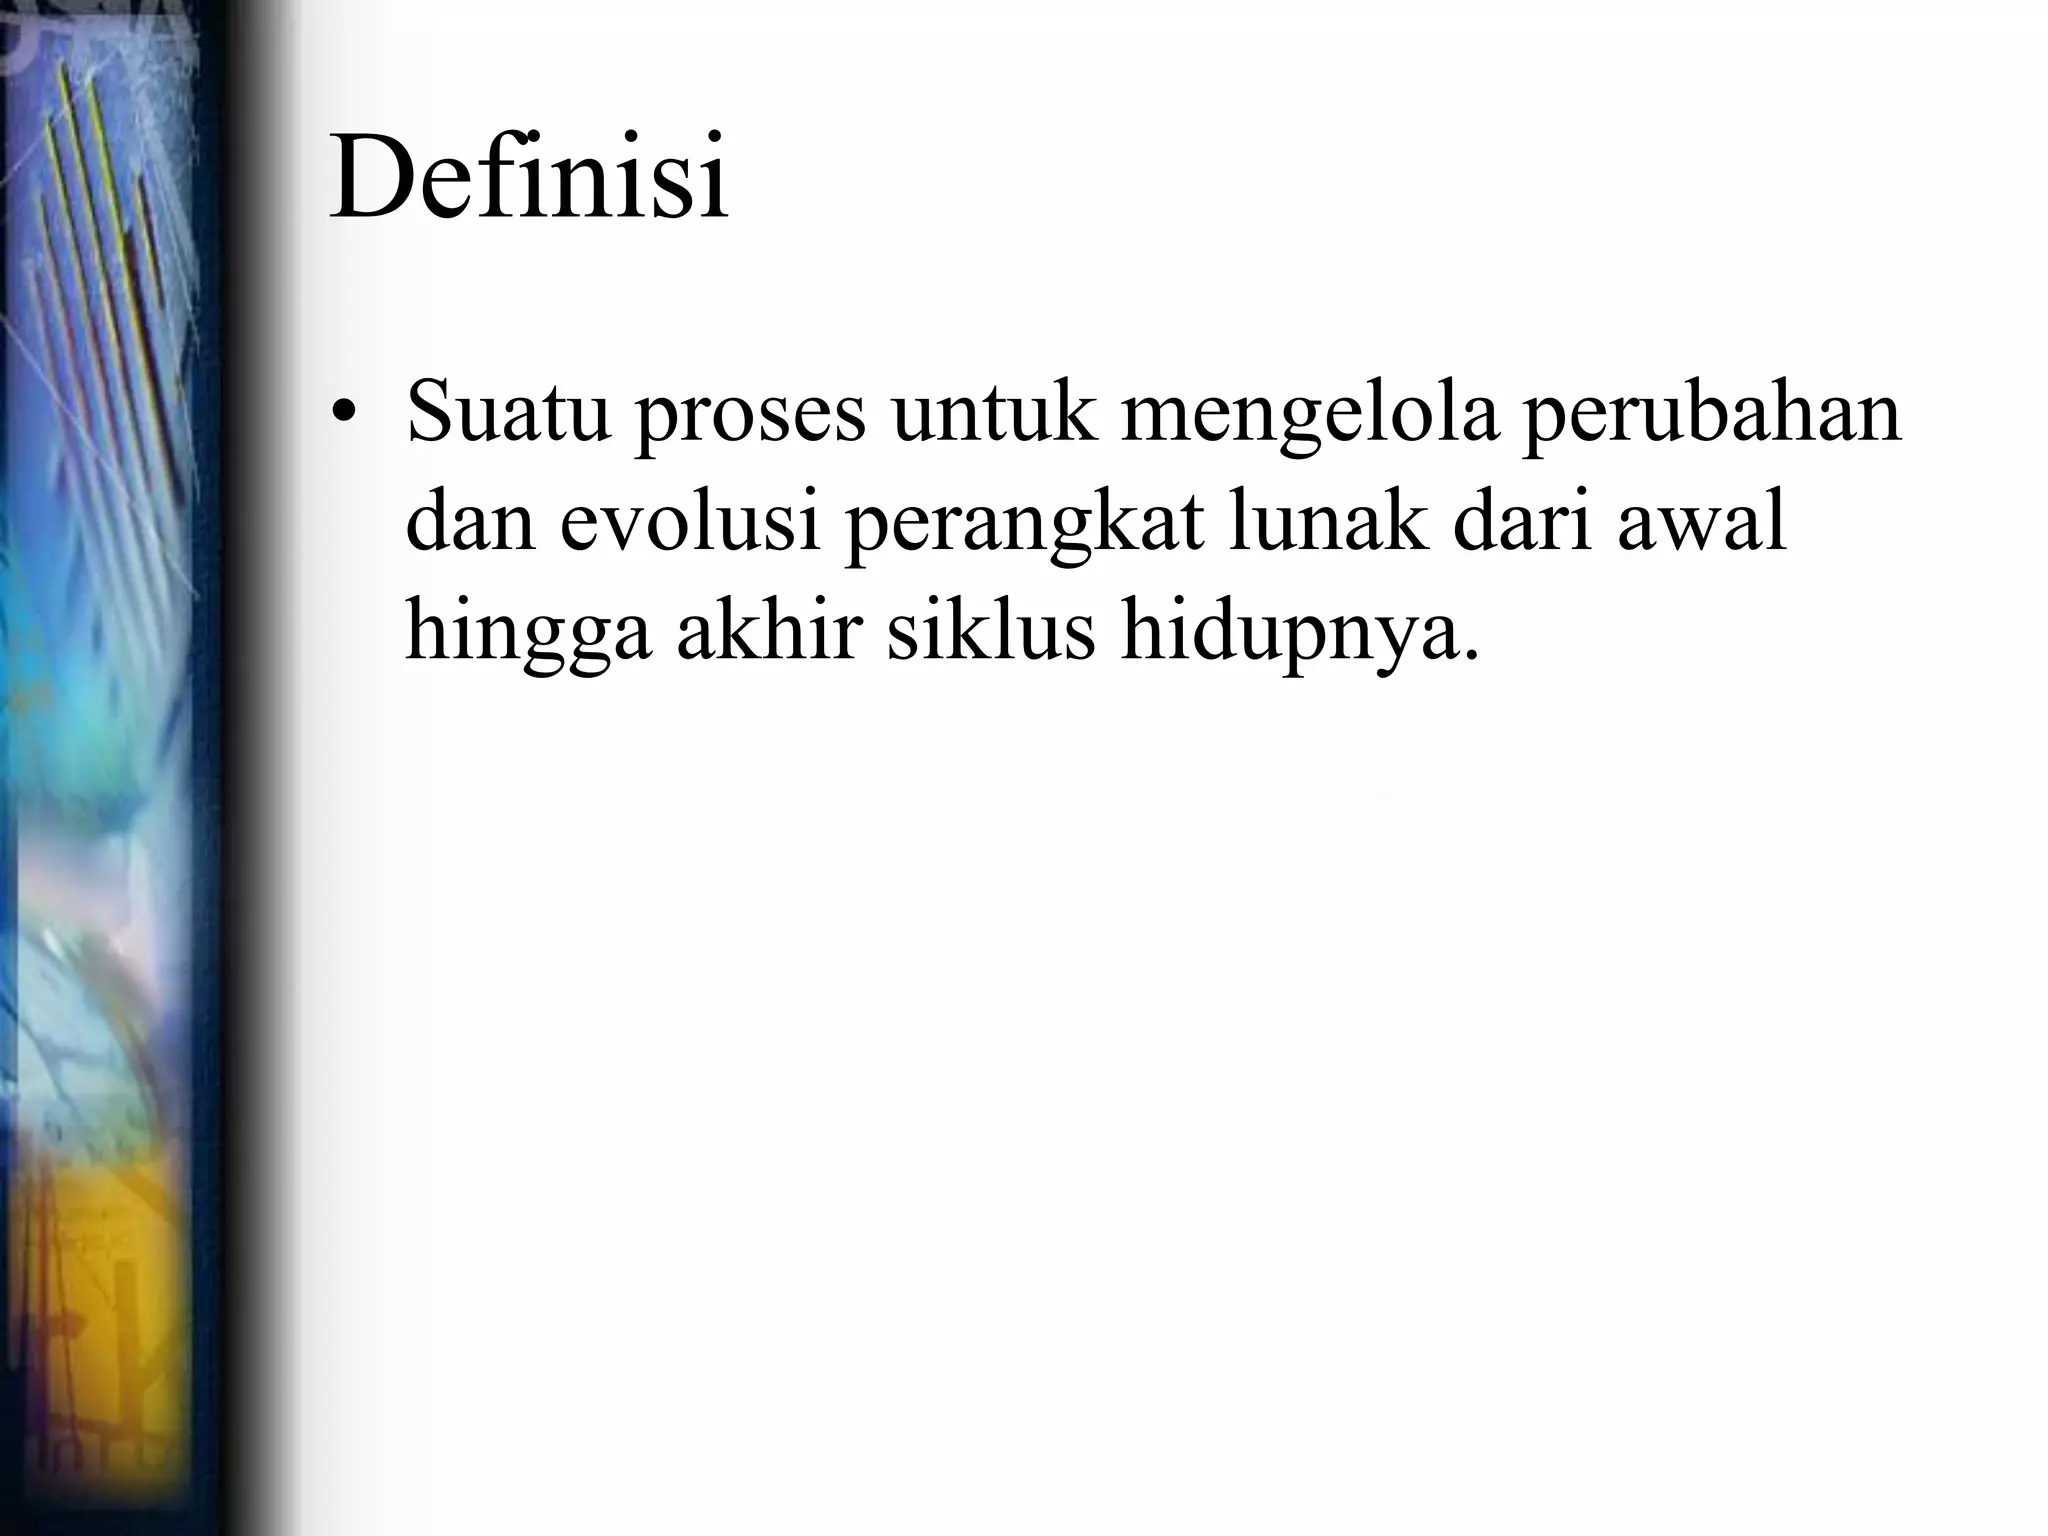 Definisi
• Suatu proses untuk mengelola perubahan
dan evolusi perangkat lunak dari awal
hingga akhir siklus hidupnya.